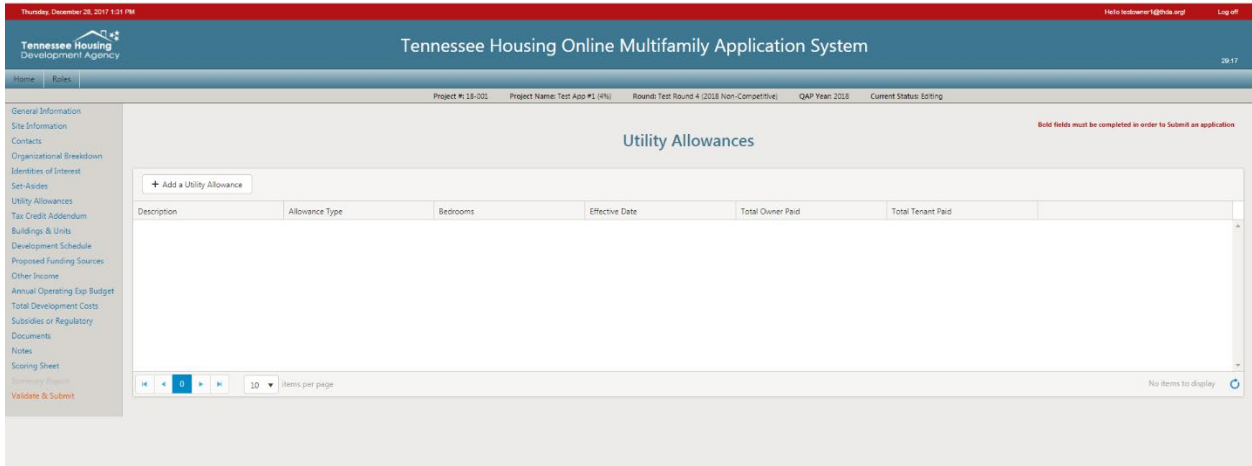 Thursday, December 28, 2017 1:31 PM
Hello testowner1@thda.org!
Log off
Tennessee Housing
Development Agency
Tennessee Housing Online Multifamily Application System
29:17
Home
Roles
Project #: 18-001
Project Name: Test App #1 (4%)
Round: Test Round 4 (2018 Non-Competitive)
QAP Year: 2018
Current Status: Editing
General Information
Site Information
Contacts
Organizational Breakdown
Identities of Interest
Set-Asides
Utility Allowances
Tax Credit Addendum
Buildings & Units
Development Schedule
Proposed Funding Sources
Other Income
Annual Operating Exp Budget
Total Development Costs
Subsidies or Regulatory
Documents
Notes
Scoring Sheet
Summary Report
Validate & Submit
Bold fields must be completed in order to Submit an application
Utility Allowances
+ Add a Utility Allowance
Description
Allowance Type
Bedrooms
Effective Date
Total Owner Paid
Total Tenant Paid
0
10
items per page
No items to display